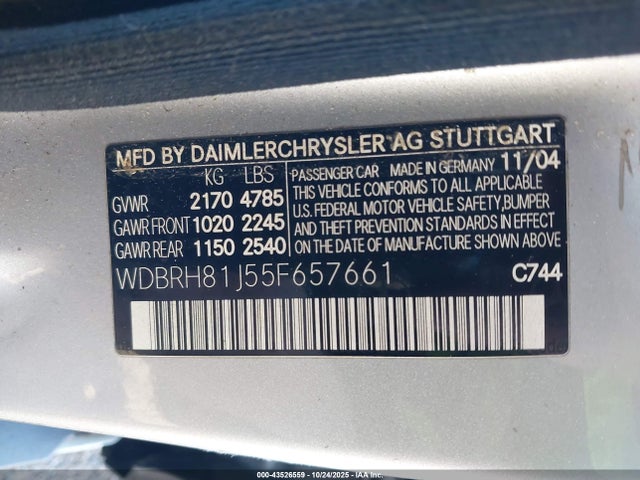 MFD BY DAIMLERCHRYSLER AG STUTTGART
KG LBS
GVWR 2170 4785
GAWR FRONT 1020 2245
GAWR REAR 1150 2540
PASSENGER CAR MADE IN GERMANY 11/04
THIS VEHICLE CONFORMS TO ALL APPLICABLE
U.S. FEDERAL MOTOR VEHICLE SAFETY, BUMPER
AND THEFT PREVENTION STANDARDS IN EFFECT
ON THE DATE OF MANUFACTURE SHOWN ABOVE.
WDBRH81J55F657661 C744
000-43526559 - 10/24/2025 - IAA